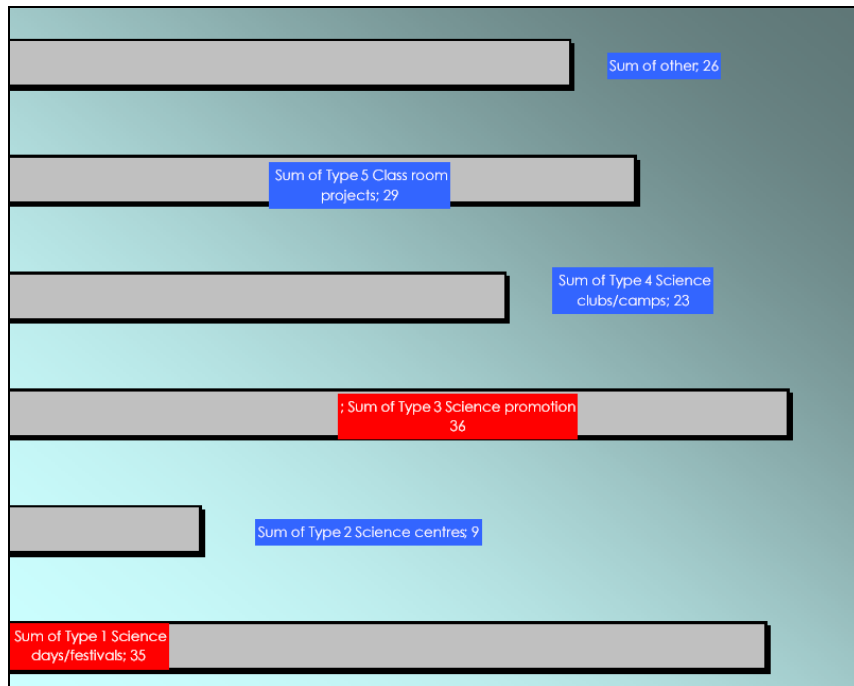 Sum of other; 26
Sum of Type 5 Class room
projects; 29
Sum of Type 4 Science
clubs/camps; 23
; Sum of Type 3 Science promotion
36
Sum of Type 2 Science centres; 9
Sum of Type 1 Science
days/festivals; 35